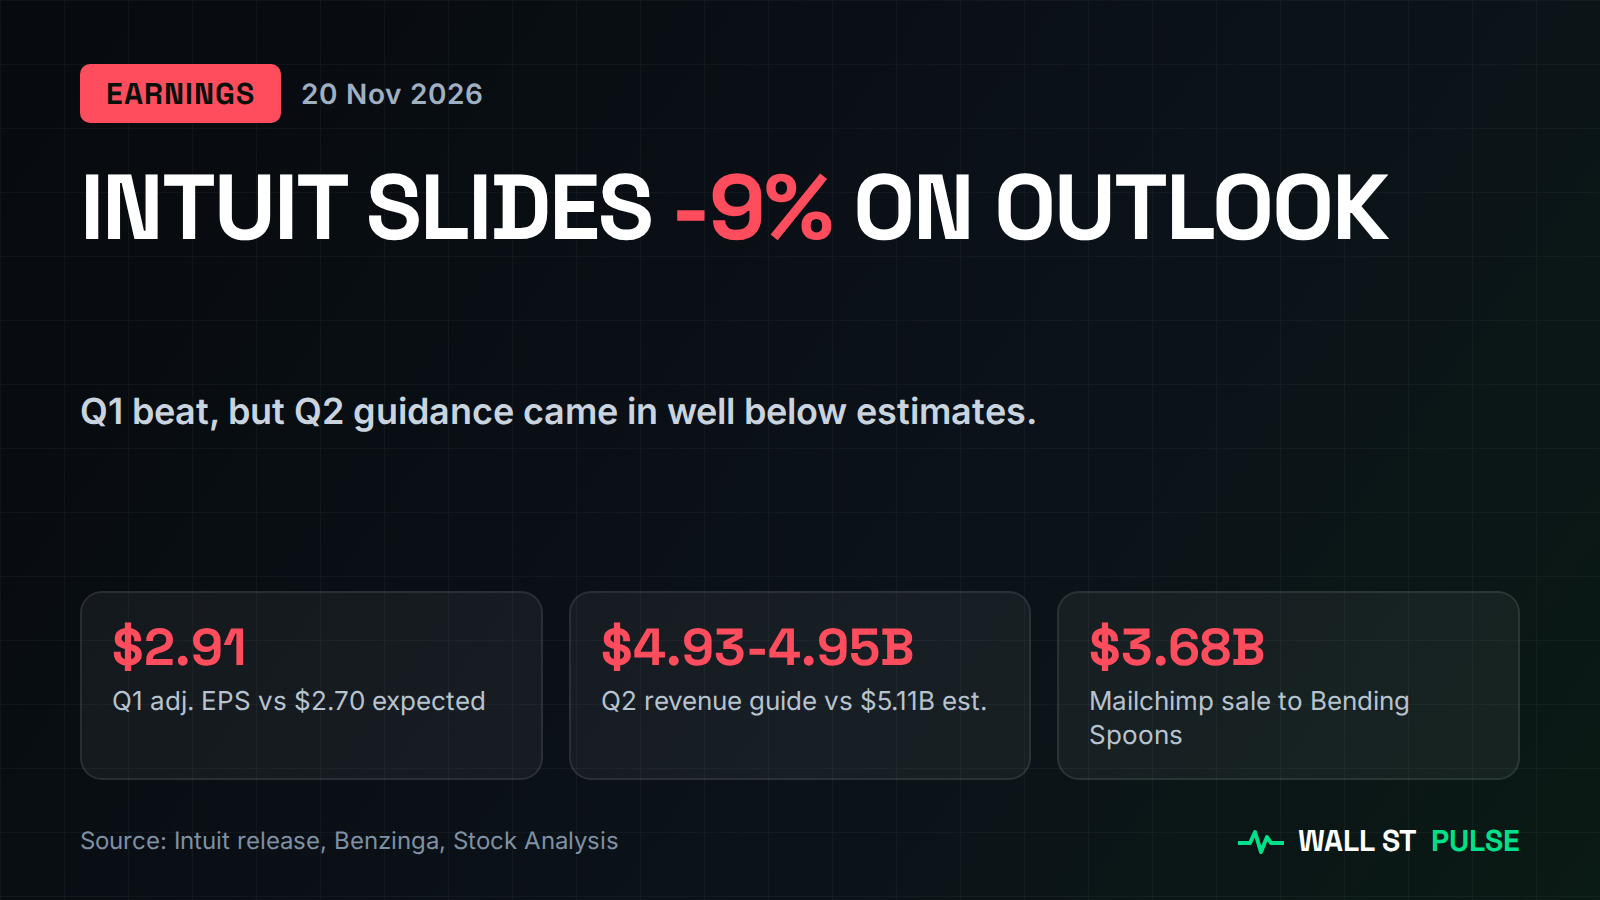 EARNINGS 20 Nov 2026
INTUIT SLIDES -9% ON OUTLOOK
Q1 beat, but Q2 guidance came in well below estimates.
$2.91
Q1 adj. EPS vs $2.70 expected
$4.93-4.95B
Q2 revenue guide vs $5.11B est.
$3.68B
Mailchimp sale to Bending
Spoons
Source: Intuit release, Benzinga, Stock Analysis
WALL ST PULSE